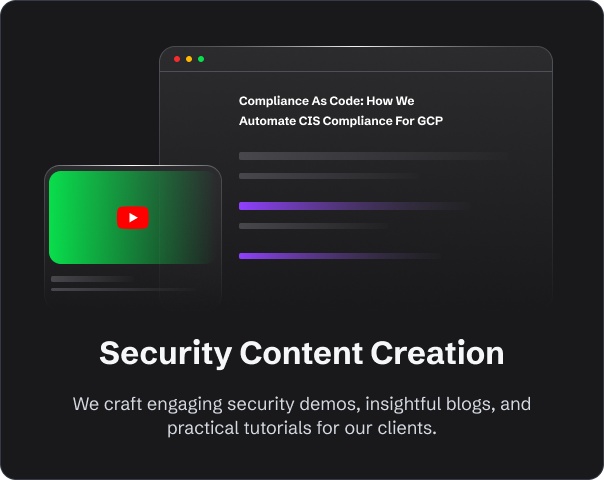 Compliance As Code: How We
Automate CIS Compliance For GCP
Security Content Creation
We craft engaging security demos, insightful blogs, and
practical tutorials for our clients.